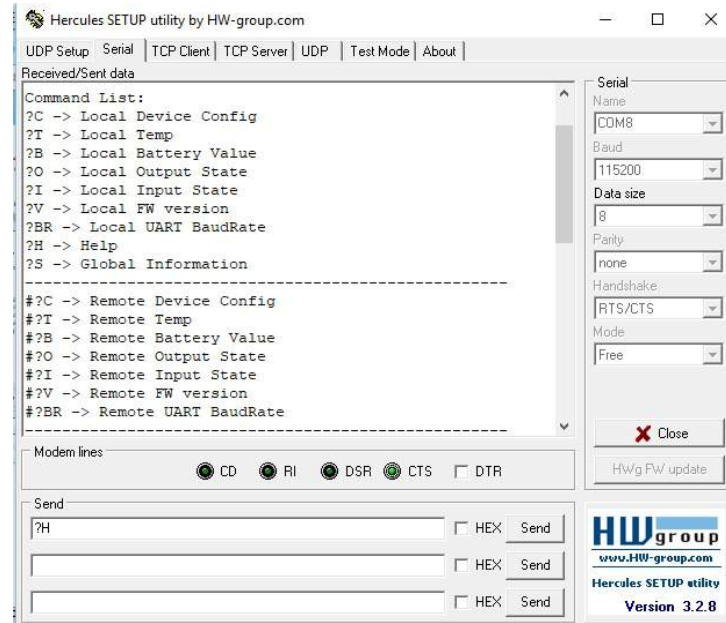 Hercules SETUP utility by HW-group.com
UDP Setup Serial TCP Client TCP Server UDP Test Mode About
Received/Sent data
Command List:
?C -> Local Device Config
?T -> Local Temp
?B -> Local Battery Value
?O -> Local Output State
?I -> Local Input State
?V -> Local FW version
?BR -> Local UART BaudRate
?H -> Help
?S -> Global Information
------------------------------------------------------
#?C -> Remote Device Config
#?T -> Remote Temp
#?B -> Remote Battery Value
#?O -> Remote Output State
#?I -> Remote Input State
#?V -> Remote FW version
#?BR -> Remote UART BaudRate
------------------------------------------------------
Serial
Name
COM8
Baud
115200
Data size
8
Parity
none
Handshake
RTS/CTS
Mode
Free
Close
HWg FW update
Modem lines
CD RI DSR CTS DTR
Send
?H HEX Send
HEX Send
HEX Send
HW group
www.HW-group.com
Hercules SETUP utility
Version 3.2.8